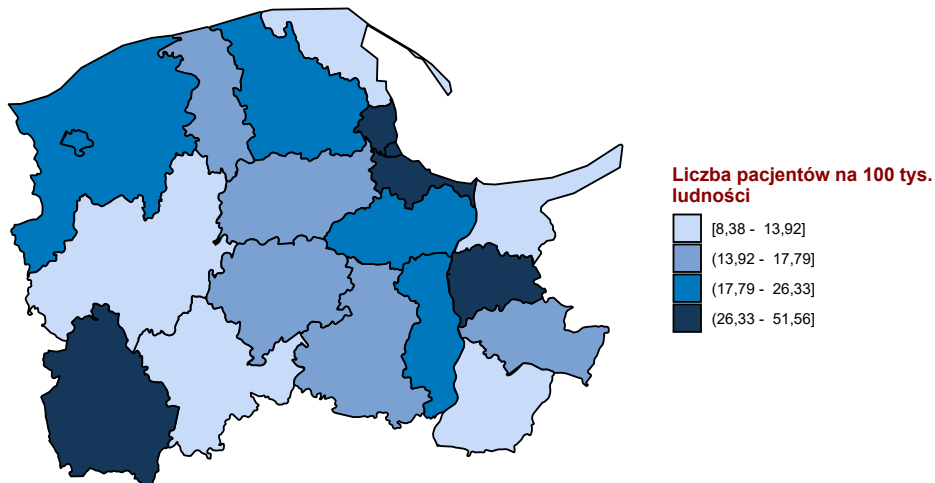 Liczba pacjentów na 100 tys.
ludności
[8,38 - 13,92]
(13,92 - 17,79]
(17,79 - 26,33]
(26,33 - 51,56]